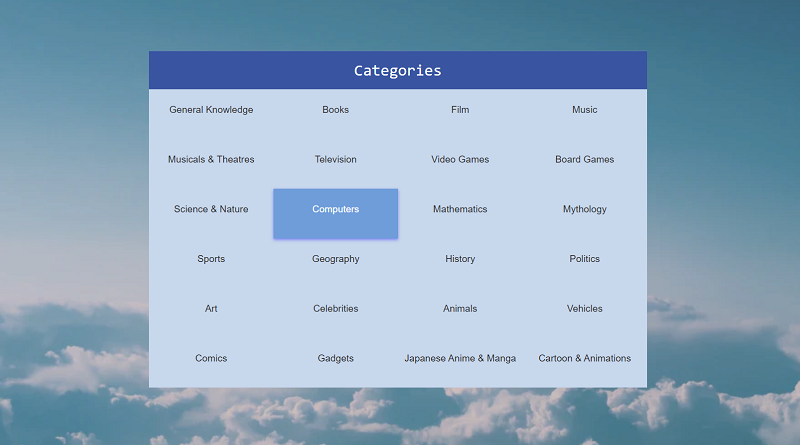 Categories
General Knowledge Books Film Music
Musicals & Theatres Television Video Games Board Games
Science & Nature Computers Mathematics Mythology
Sports Geography History Politics
Art Celebrities Animals Vehicles
Comics Gadgets Japanese Anime & Manga Cartoon & Animations